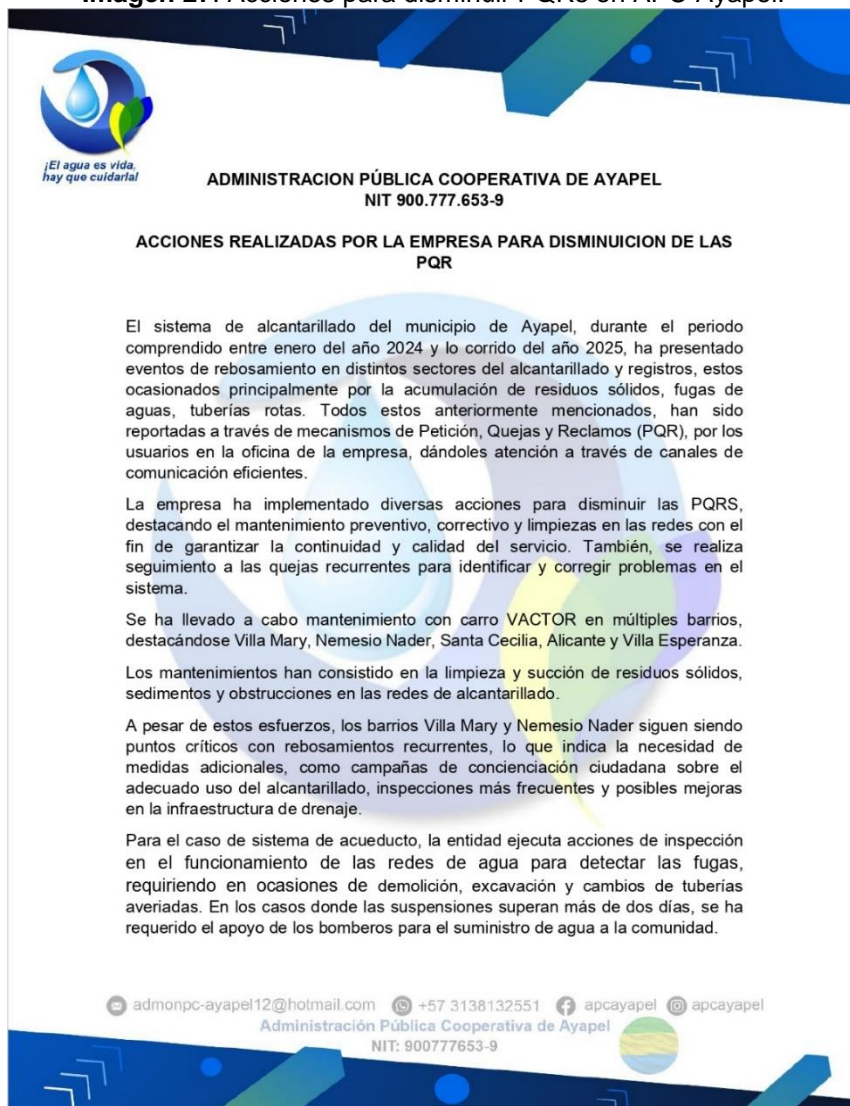 Imagen 27. Acciones para disminuir PQRs en APC Ayapel.
¡El agua es vida,
hay que cuidarla!
ADMINISTRACION PÚBLICA COOPERATIVA DE AYAPEL
NIT 900.777.653-9
ACCIONES REALIZADAS POR LA EMPRESA PARA DISMINUICION DE LAS
PQR
El sistema de alcantarillado del municipio de Ayapel, durante el periodo
comprendido entre enero del año 2024 y lo corrido del año 2025, ha presentado
eventos de rebosamiento en distintos sectores del alcantarillado y registros, estos
ocasionados principalmente por la acumulación de residuos sólidos, fugas de
aguas, tuberías rotas. Todos estos anteriormente mencionados, han sido
reportadas a través de mecanismos de Petición, Quejas y Reclamos (PQR), por los
usuarios en la oficina de la empresa, dándoles atención a través de canales de
comunicación eficientes.
La empresa ha implementado diversas acciones para disminuir las PQRS,
destacando el mantenimiento preventivo, correctivo y limpiezas en las redes con el
fin de garantizar la continuidad y calidad del servicio. También, se realiza
seguimiento a las quejas recurrentes para identificar y corregir problemas en el
sistema.
Se ha llevado a cabo mantenimiento con carro VACTOR en múltiples barrios,
destacándose Villa Mary, Nemesio Nader, Santa Cecilia, Alicante y Villa Esperanza.
Los mantenimientos han consistido en la limpieza y succión de residuos sólidos,
sedimentos y obstrucciones en las redes de alcantarillado.
A pesar de estos esfuerzos, los barrios Villa Mary y Nemesio Nader siguen siendo
puntos críticos con rebosamientos recurrentes, lo que indica la necesidad de
medidas adicionales, como campañas de concienciación ciudadana sobre el
adecuado uso del alcantarillado, inspecciones más frecuentes y posibles mejoras
en la infraestructura de drenaje.
Para el caso de sistema de acueducto, la entidad ejecuta acciones de inspección
en el funcionamiento de las redes de agua para detectar las fugas,
requiriendo en ocasiones de demolición, excavación y cambios de tuberías
averiadas. En los casos donde las suspensiones superan más de dos días, se ha
requerido el apoyo de los bomberos para el suministro de agua a la comunidad.
admonpc-ayapel12@hotmail.com +57 3138132551 apcayapel apcayapel
Administración Pública Cooperativa de Ayapel
NIT: 900777653-9